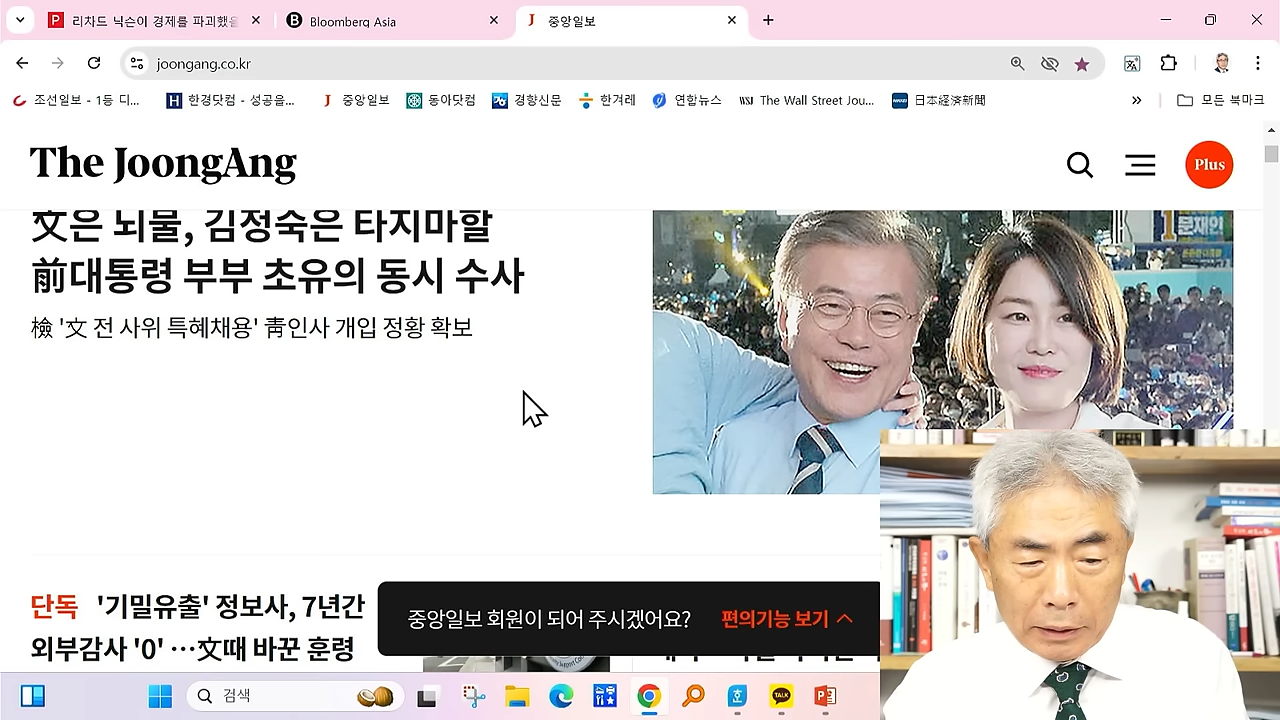 리차드 닉슨이 경제를 파괴했을
Bloomberg Asia
중앙일보
joongang.co.kr
조선일보 - 1등 디...
한경닷컴 - 성공을...
중앙일보
동아닷컴
경향신문
한겨레
연합뉴스
WSJ The Wall Street Jou...
日本経済新聞
모든 북마크
The JoongAng
Plus
文은 뇌물, 김정숙은 타지마할
前대통령 부부 초유의 동시 수사
檢 '文 전 사위 특혜채용' 靑인사 개입 정황 확보
1 문재인
단독 '기밀유출' 정보사, 7년간
외부감사 '0' …文때 바꾼 훈령
중앙일보 회원이 되어 주시겠어요? 편의기능 보기
검색
TALK